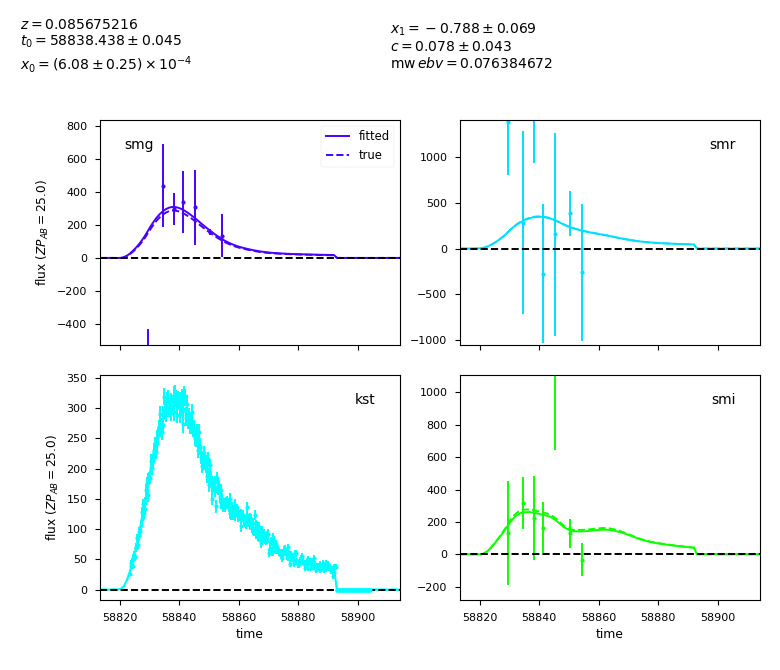 z = 0.085675216
t₀ = 58838.438 ± 0.045
x₀ = (6.08 ± 0.25) × 10⁻⁴
x₁ = −0.788 ± 0.069
c = 0.078 ± 0.043
mw ebv = 0.076384672
smg
fitted
true
800
600
400
200
0
−200
−400
flux (ZP_AB = 25.0)
smr
1000
500
0
−500
−1000
kst
350
300
250
200
150
100
50
0
flux (ZP_AB = 25.0)
58820 58840 58860 58880 58900
time
smi
1000
800
600
400
200
0
−200
58820 58840 58860 58880 58900
time